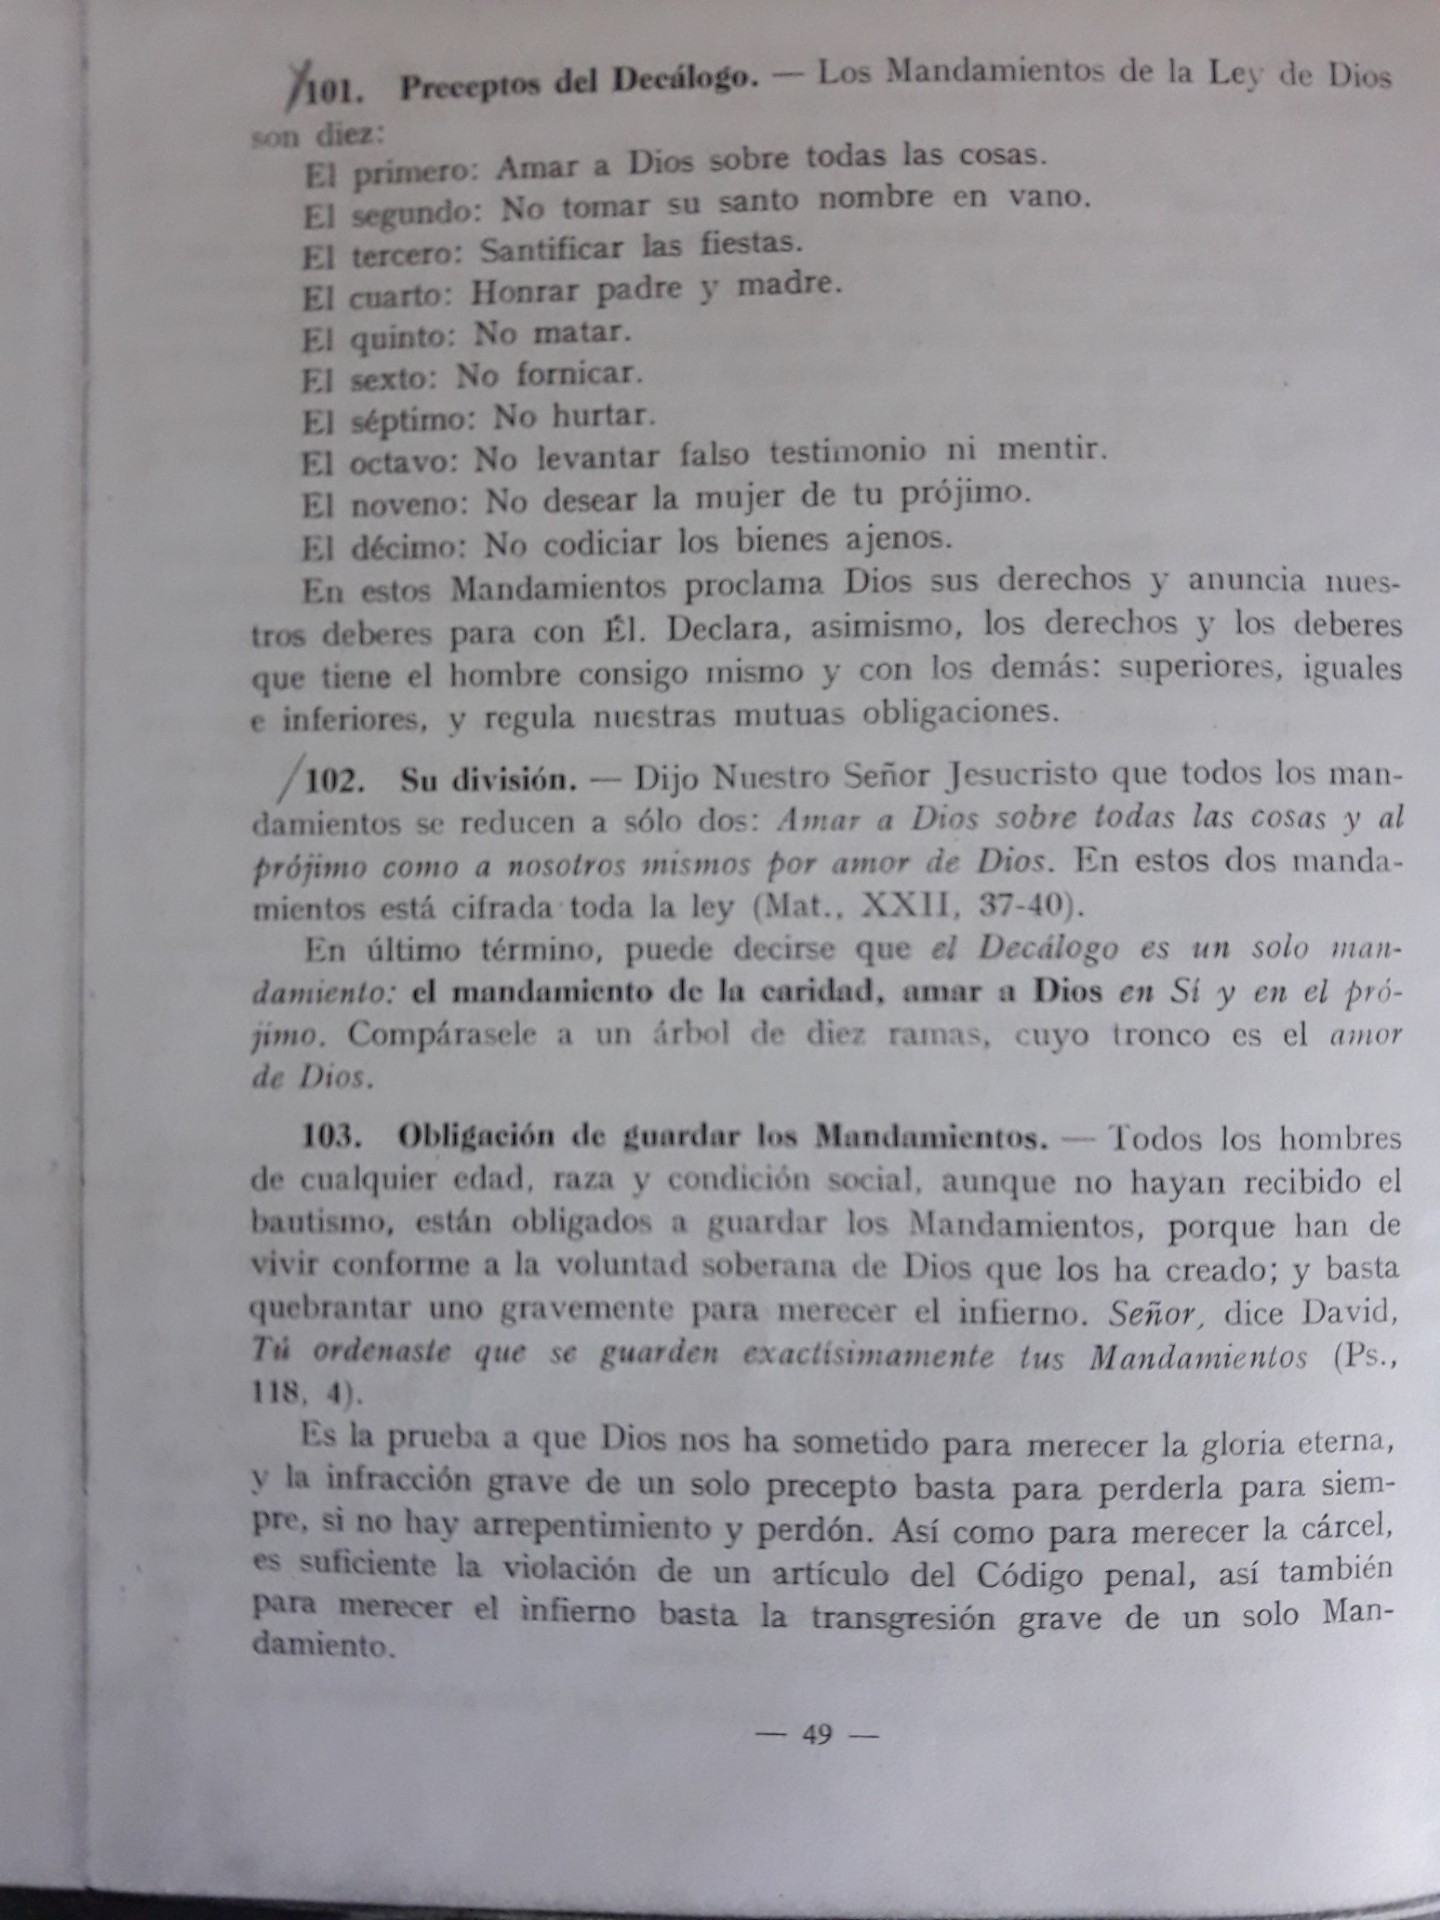 101. Preceptos del Decálogo. — Los Mandamientos de la Ley de Dios
son diez:
El primero: Amar a Dios sobre todas las cosas.
El segundo: No tomar su santo nombre en vano.
El tercero: Santificar las fiestas.
El cuarto: Honrar padre y madre.
El quinto: No matar.
El sexto: No fornicar.
El séptimo: No hurtar.
El octavo: No levantar falso testimonio ni mentir.
El noveno: No desear la mujer de tu prójimo.
El décimo: No codiciar los bienes ajenos.
En estos Mandamientos proclama Dios sus derechos y anuncia nues-
tros deberes para con Él. Declara, asimismo, los derechos y los deberes
que tiene el hombre consigo mismo y con los demás: superiores, iguales
e inferiores, y regula nuestras mutuas obligaciones.
102. Su división. — Dijo Nuestro Señor Jesucristo que todos los man-
damientos se reducen a sólo dos: Amar a Dios sobre todas las cosas y al
prójimo como a nosotros mismos por amor de Dios. En estos dos manda-
mientos está cifrada toda la ley (Mat., XXII, 37-40).
En último término, puede decirse que el Decálogo es un solo man-
damiento: el mandamiento de la caridad, amar a Dios en Sí y en el pró-
jimo. Compárasele a un árbol de diez ramas, cuyo tronco es el amor
de Dios.
103. Obligación de guardar los Mandamientos. — Todos los hombres
de cualquier edad, raza y condición social, aunque no hayan recibido el
bautismo, están obligados a guardar los Mandamientos, porque han de
vivir conforme a la voluntad soberana de Dios que los ha creado; y basta
quebrantar uno gravemente para merecer el infierno. Señor, dice David,
Tú ordenaste que se guarden exactísimamente tus Mandamientos (Ps.,
118, 4).
Es la prueba a que Dios nos ha sometido para merecer la gloria eterna,
y la infracción grave de un solo precepto basta para perderla para siem-
pre, si no hay arrepentimiento y perdón. Así como para merecer la cárcel,
es suficiente la violación de un artículo del Código penal, así también
para merecer el infierno basta la transgresión grave de un solo Man-
damiento.
— 49 —